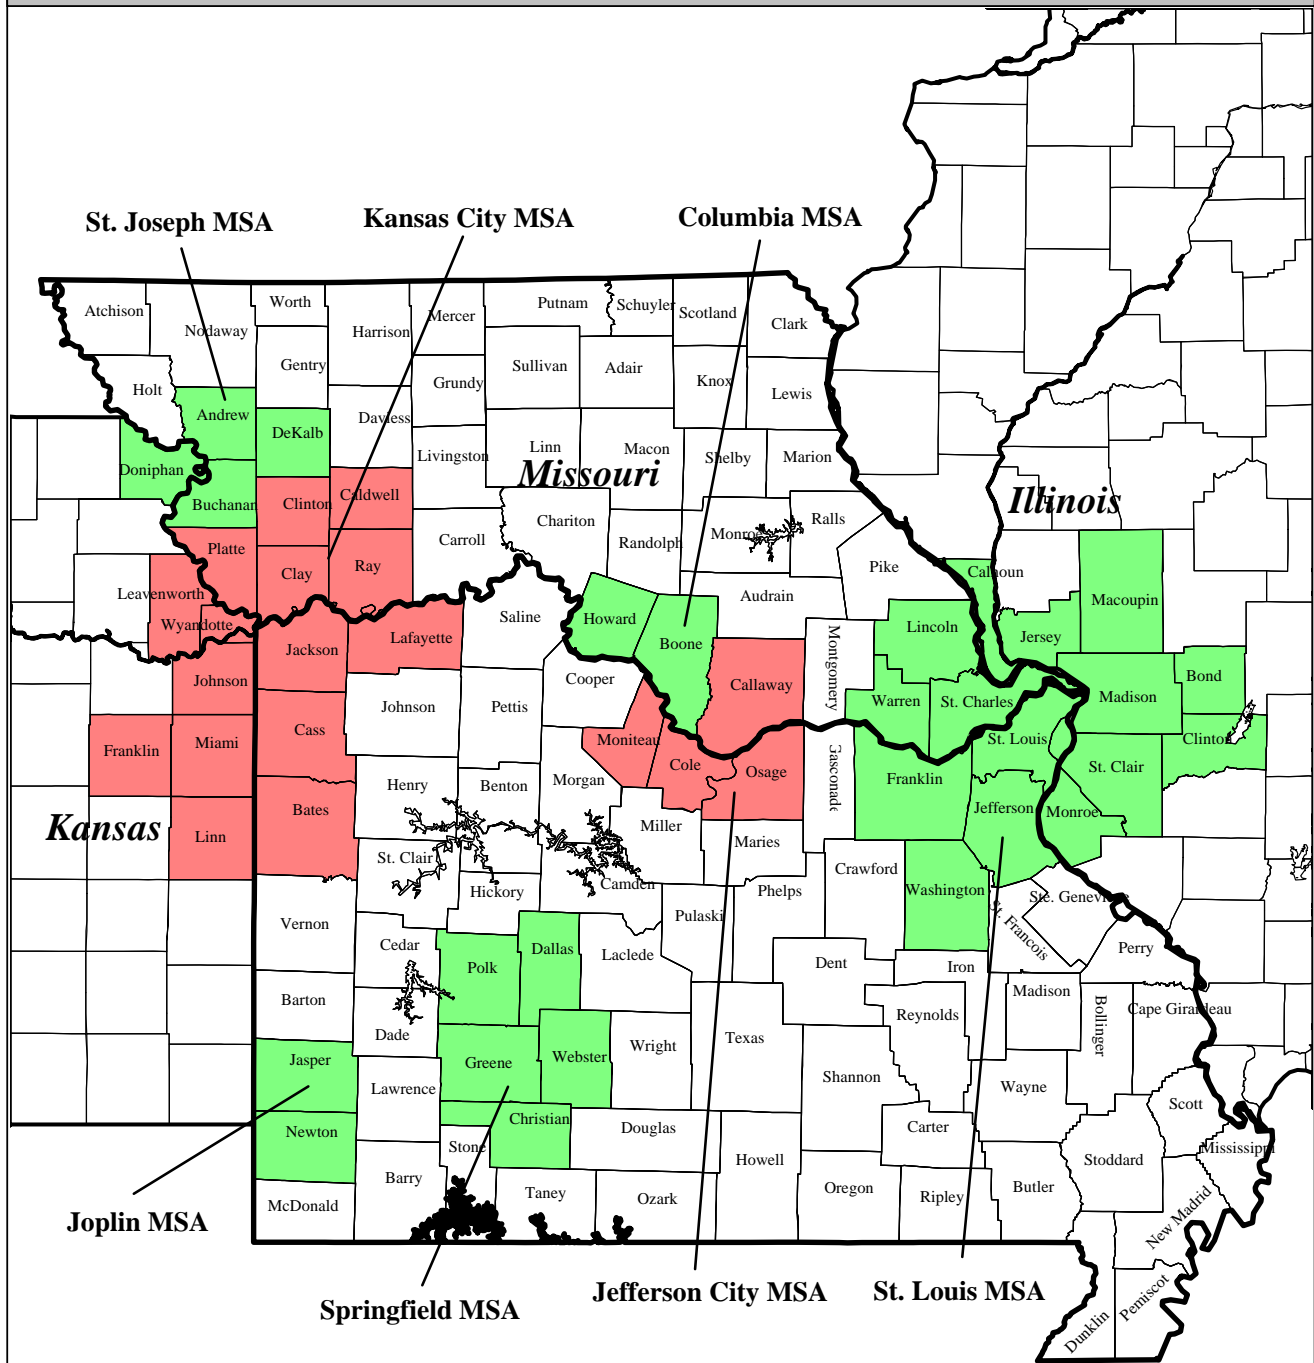 St. Joseph MSA
Kansas City MSA
Columbia MSA
Atchison
Nodaway
Worth
Harrison
Mercer
Putnam
Schuyler
Scotland
Clark
Gentry
Holt
Grundy
Sullivan
Adair
Knox
Lewis
Andrew
DeKalb
Daviess
Livingston
Linn
Macon
Shelby
Marion
Missouri
Illinois
Doniphan
Buchanan
Clinton
Caldwell
Carroll
Chariton
Randolph
Monroe
Ralls
Pike
Platte
Clay
Ray
Leavenworth
Wyandotte
Audrain
Calhoun
Macoupin
Jackson
Lafayette
Saline
Howard
Boone
Callaway
Montgomery
Lincoln
Jersey
Johnson
Johnson
Pettis
Cooper
Warren
St. Charles
Madison
Bond
Franklin
Miami
Cass
Moniteau
Cole
Osage
Gasconade
Franklin
St. Louis
St. Clair
Clinton
Kansas
Linn
Bates
Henry
Benton
Morgan
Miller
Maries
Jefferson
Monroe
St. Clair
Hickory
Camden
Pulaski
Phelps
Crawford
Washington
St. Francois
Ste. Genevieve
Perry
Vernon
Cedar
Polk
Dallas
Laclede
Dent
Iron
Madison
Bollinger
Cape Girardeau
Barton
Dade
Greene
Webster
Wright
Texas
Reynolds
Shannon
Wayne
Scott
Jasper
Newton
Lawrence
Christian
Stone
Douglas
Howell
Carter
Stoddard
Mississippi
McDonald
Barry
Taney
Ozark
Oregon
Ripley
Butler
New Madrid
Pemiscot
Dunklin
Joplin MSA
Springfield MSA
Jefferson City MSA
St. Louis MSA